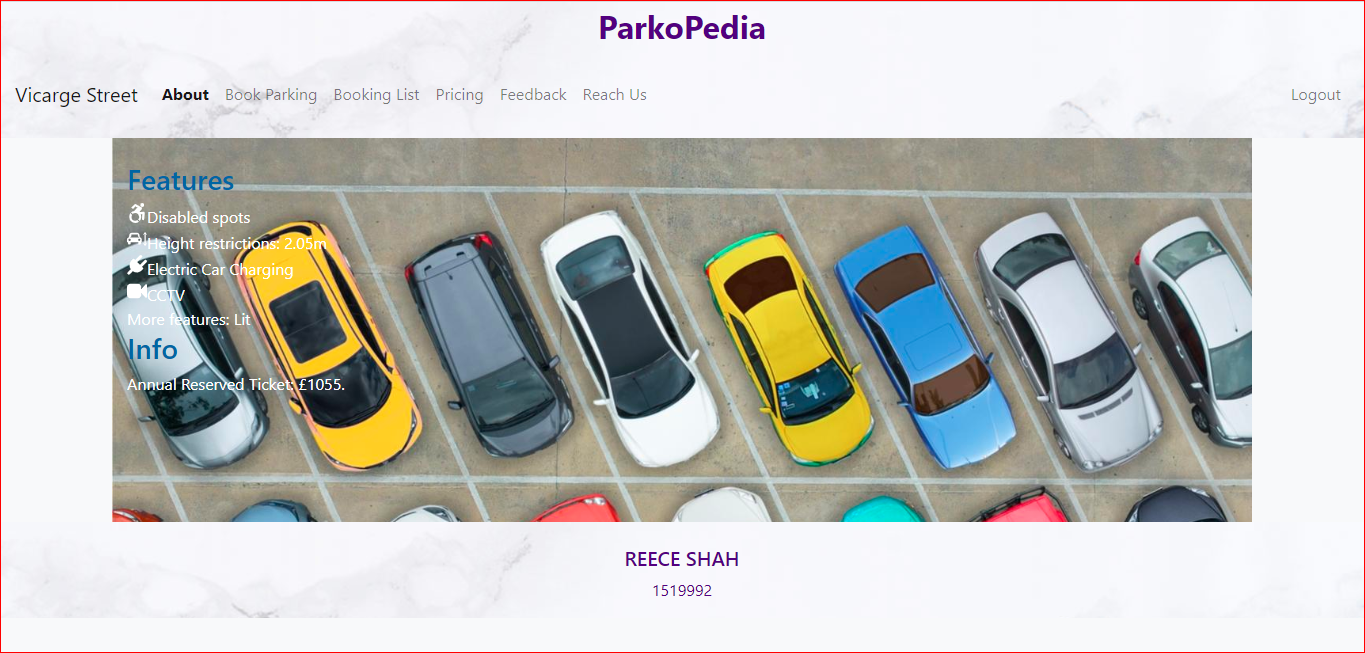 ParkoPedia
Vicarge Street About Book Parking Booking List Pricing Feedback Reach Us Logout
Features
Disabled spots
Height restrictions: 2.05m
Electric Car Charging
CCTV
More features: Lit
Info
Annual Reserved Ticket: £1055.
REECE SHAH
1519992